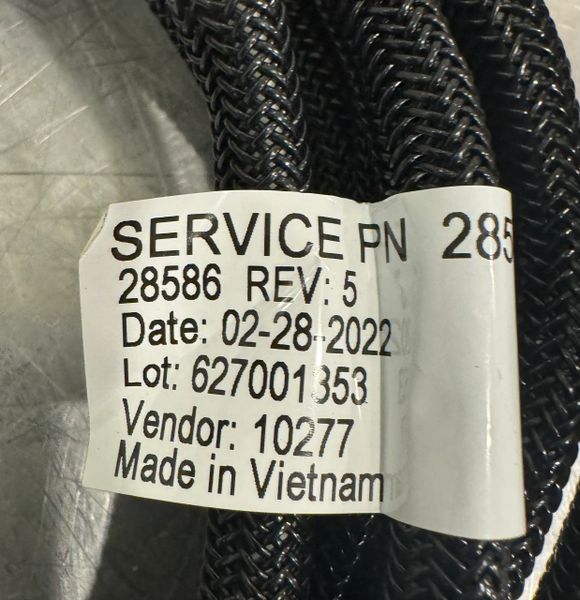 SERVICE PN 285
28586 REV: 5
Date: 02-28-2022
Lot: 627001353
Vendor: 10277
Made in Vietnam